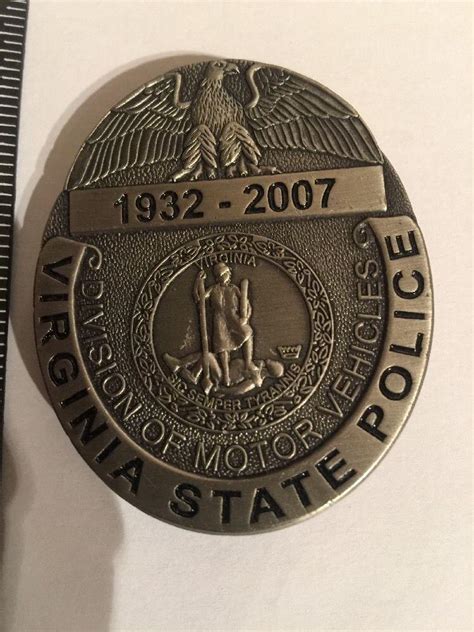 1932 - 2007
VIRGINIA
SIC SEMPER TYRANNIS
DIVISION OF MOTOR VEHICLES
VIRGINIA STATE POLICE